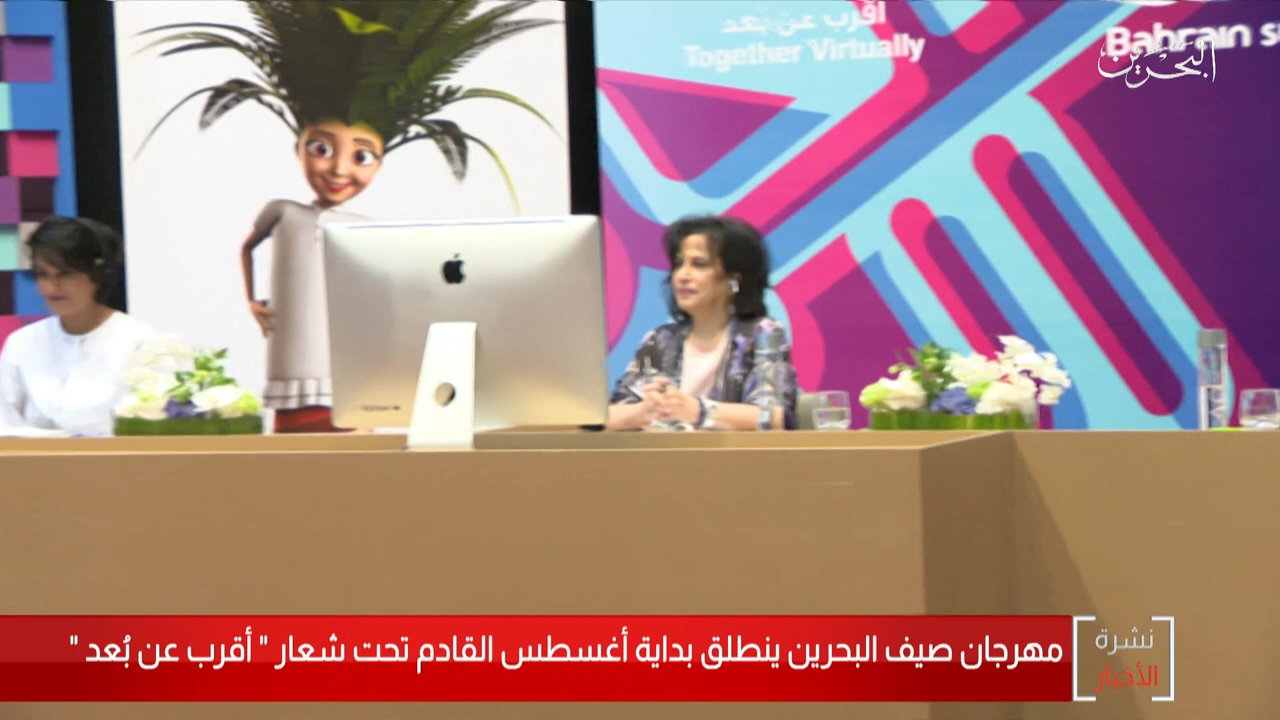 أقرب عن بعد
Together Virtually
Bahrain
البحرين
مهرجان صيف البحرين ينطلق بداية أغسطس القادم تحت شعار " أقرب عن بُعد "
نشرة
الأخبار